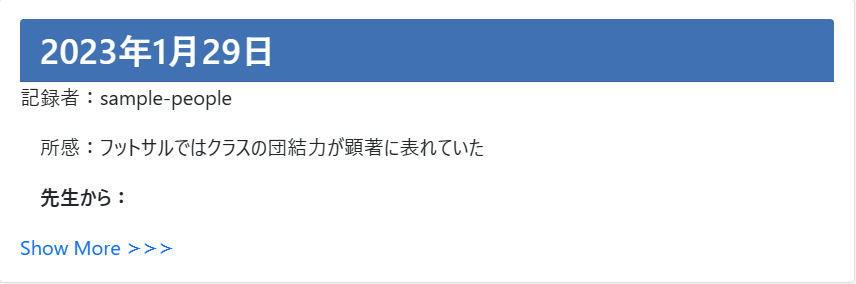 2023年1月29日
記録者：sample-people
所感：フットサルではクラスの団結力が顕著に表れていた
先生から：
Show More >>>